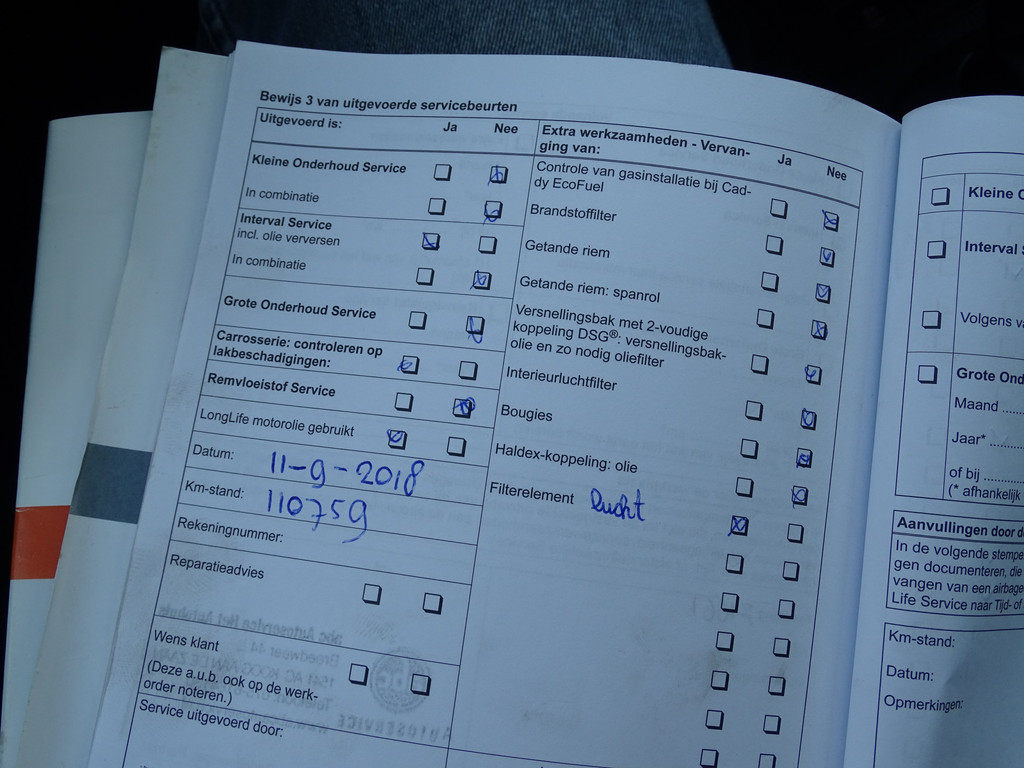 Bewijs 3 van uitgevoerde servicebeurten
Uitgevoerd is: Ja Nee
Kleine Onderhoud Service
In combinatie
Interval Service
incl. olie verversen
In combinatie
Grote Onderhoud Service
Carrosserie: controleren op
lakbeschadigingen:
Remvloeistof Service
LongLife motorolie gebruikt
Datum: 11-9-2018
Km-stand: 110759
Rekeningnummer:
Reparatieadvies
Wens klant
(Deze a.u.b. ook op de werk-
order noteren.)
Service uitgevoerd door:
Extra werkzaamheden - Vervan-
ging van: Ja Nee
Controle van gasinstallatie bij Cad-
dy EcoFuel
Brandstoffilter
Getande riem
Getande riem: spanrol
Versnellingsbak met 2-voudige
koppeling DSG®: versnellingsbak-
olie en zo nodig oliefilter
Interieurluchtfilter
Bougies
Haldex-koppeling: olie
Filterelement lucht
Kleine O
Interval S
Volgens va
Grote Ond
Maand ......
Jaar* ..........
of bij ..........
(* afhankelijk
Aanvullingen door d
In de volgende stempe
gen documenteren, die
vangen van een airbage
Life Service naar Tijd- of
Km-stand:
Datum:
Opmerkingen: